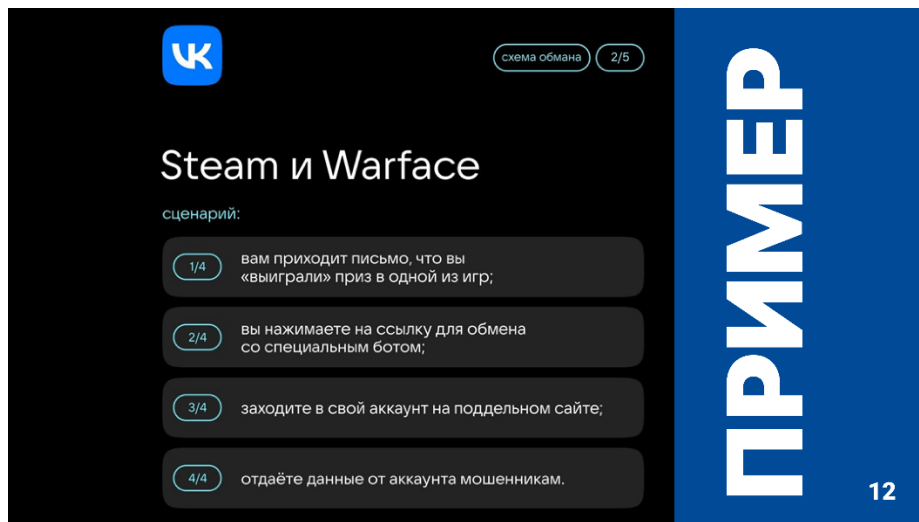 VK
схема обмана
2/5
Steam и Warface
сценарий:
1/4
вам приходит письмо, что вы
«выиграли» приз в одной из игр;
2/4
вы нажимаете на ссылку для обмена
со специальным ботом;
3/4
заходите в свой аккаунт на поддельном сайте;
4/4
отдаёте данные от аккаунта мошенникам.
ПРИМЕР
12